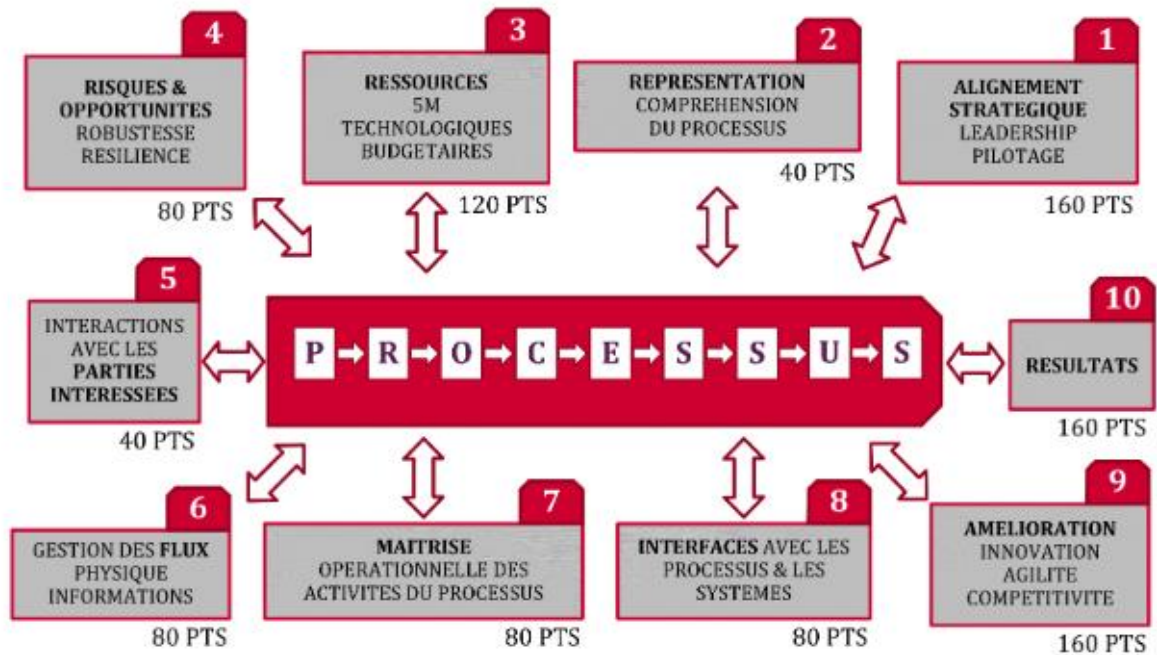 4
RISQUES &
OPPORTUNITES
ROBUSTESSE
RESILIENCE
80 PTS
3
RESSOURCES
5M
TECHNOLOGIQUES
BUDGETAIRES
120 PTS
2
REPRESENTATION
COMPREHENSION
DU PROCESSUS
40 PTS
1
ALIGNEMENT
STRATEGIQUE
LEADERSHIP
PILOTAGE
160 PTS
5
INTERACTIONS
AVEC LES
PARTIES
INTERESSEES
40 PTS
P R O C E S S U S
10
RESULTATS
160 PTS
6
GESTION DES FLUX
PHYSIQUE
INFORMATIONS
80 PTS
7
MAITRISE
OPERATIONNELLE DES
ACTIVITES DU PROCESSUS
80 PTS
8
INTERFACES AVEC LES
PROCESSUS & LES
SYSTEMES
80 PTS
9
AMELIORATION
INNOVATION
AGILITE
COMPETITIVITE
160 PTS